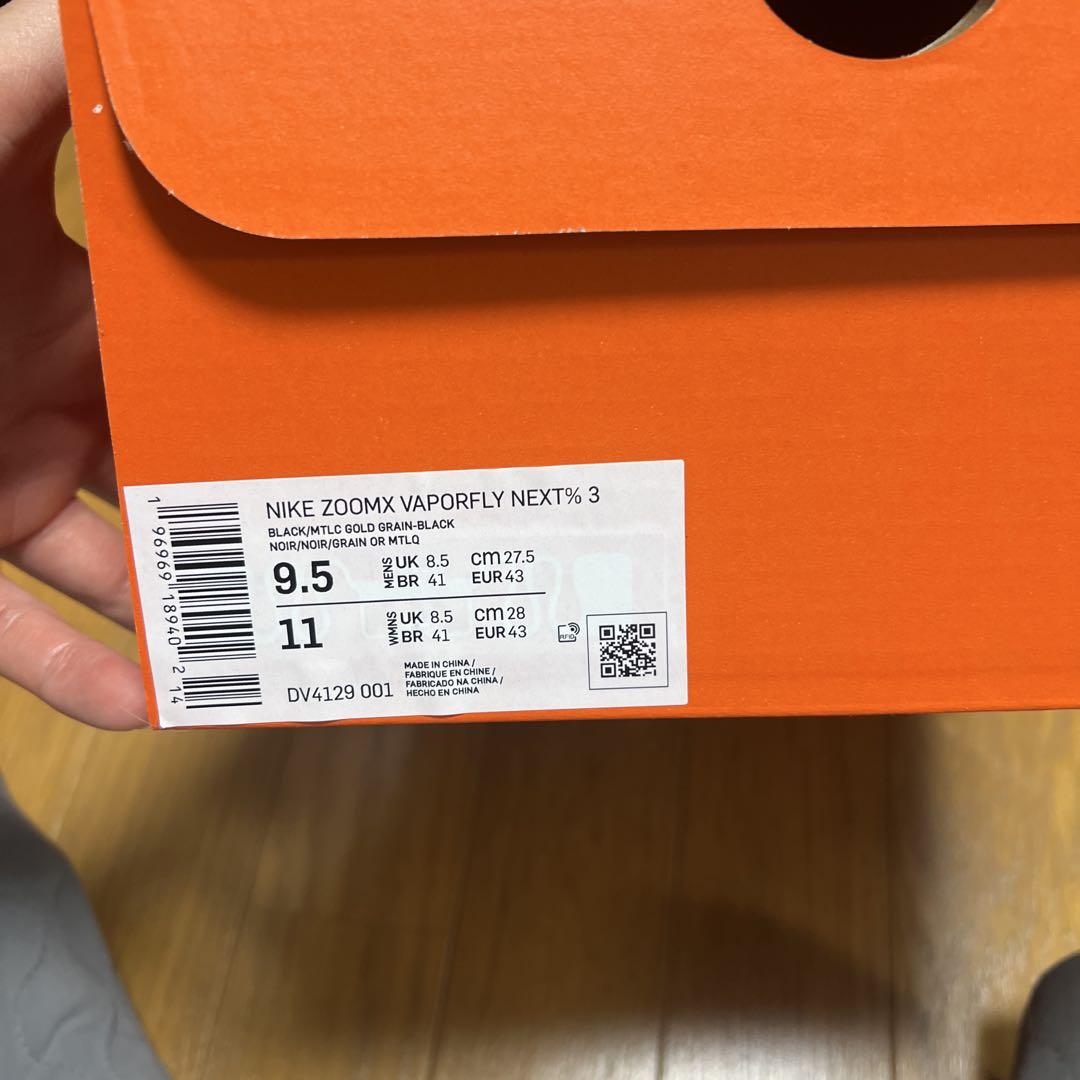 NIKE ZOOMX VAPORFLY NEXT% 3
BLACK/MTLC GOLD GRAIN-BLACK
NOIR/NOIR/GRAIN OR MTLQ
9.5 MENS UK 8.5 cm 27.5
BR 41 EUR 43
11 WMNS UK 8.5 cm 28
BR 41 EUR 43
RFID
DV4129 001
MADE IN CHINA /
FABRIQUE EN CHINE /
FABRICADO NA CHINA /
HECHO EN CHINA
1 96969 18940 2 14